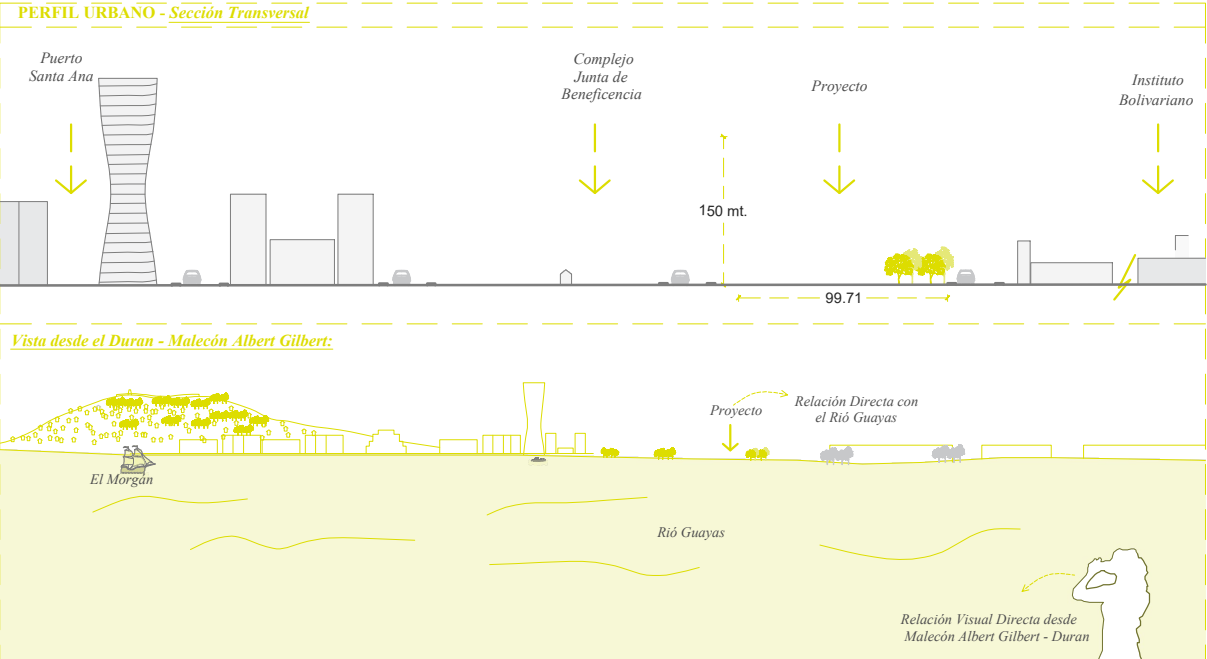 PERFIL URBANO - Sección Transversal
Puerto
Santa Ana
Complejo
Junta de
Beneficencia
Proyecto
Instituto
Bolivariano
150 mt.
99.71
Vista desde el Duran - Malecón Albert Gilbert:
Proyecto
Relación Directa con
el Rió Guayas
El Morgan
Rió Guayas
Relación Visual Directa desde
Malecón Albert Gilbert - Duran